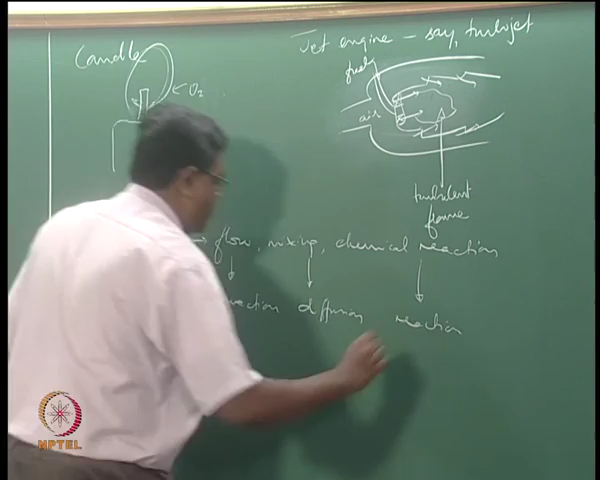 Candle
O2
Jet engine - say, turbojet
fuel
air
turbulent
flame
flow, mixing, chemical reaction
diffusion reaction
NPTEL